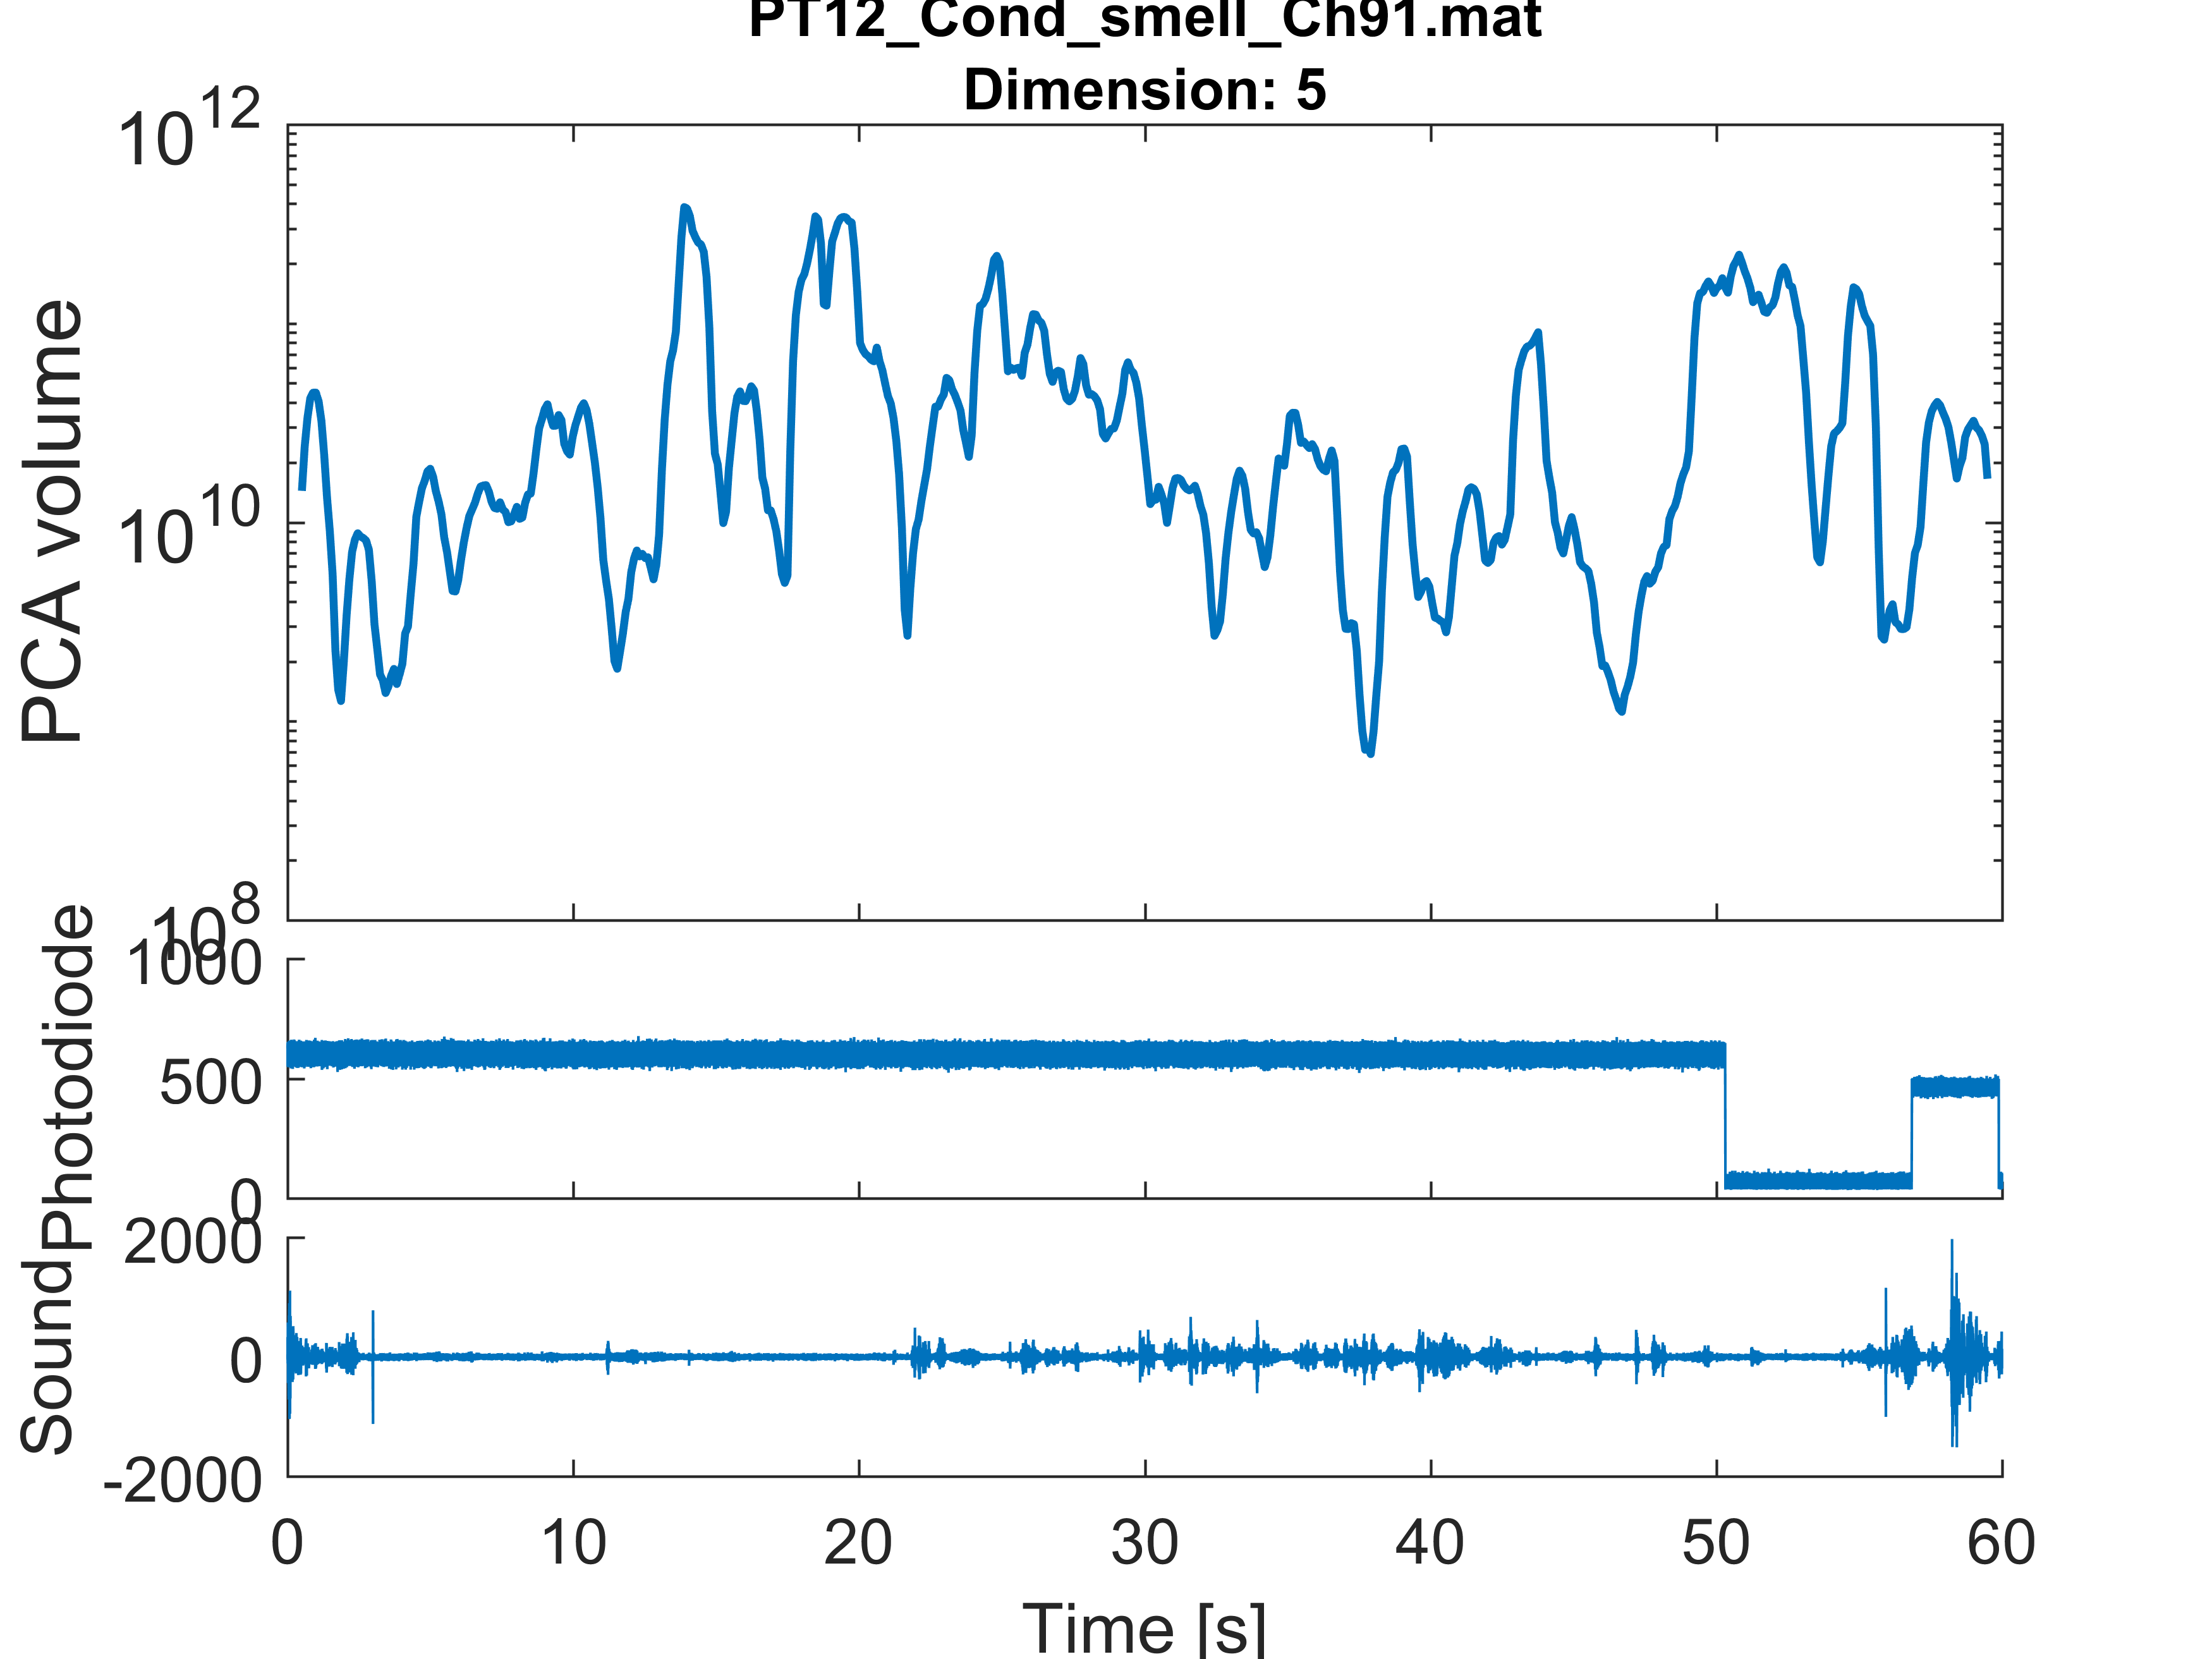 PT12_Cond_smell_Ch91.mat
Dimension: 5
10^12
10^10
10^8
PCA volume
1000
500
0
Photodiode
2000
0
-2000
Sound
0 10 20 30 40 50 60
Time [s]